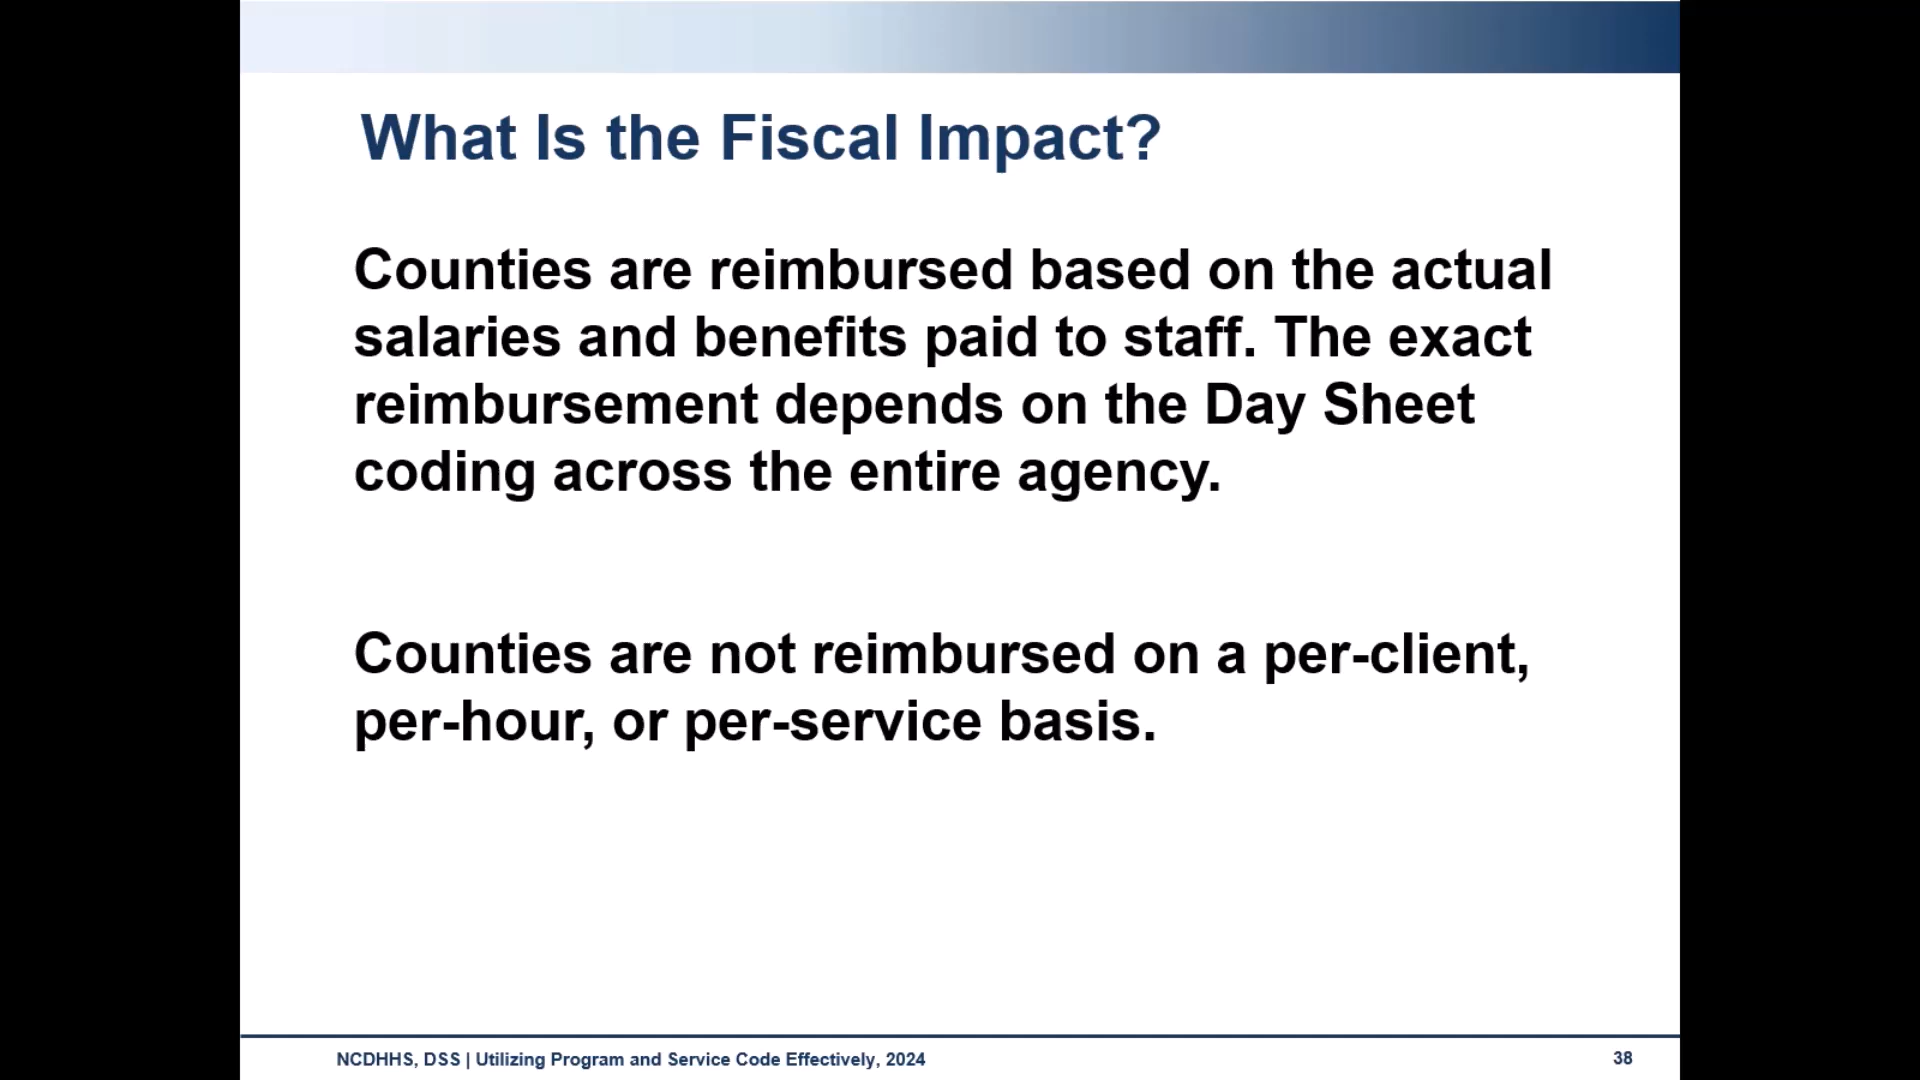 What Is the Fiscal Impact?
Counties are reimbursed based on the actual
salaries and benefits paid to staff. The exact
reimbursement depends on the Day Sheet
coding across the entire agency.
Counties are not reimbursed on a per-client,
per-hour, or per-service basis.
NCDHHS, DSS | Utilizing Program and Service Code Effectively, 2024
38